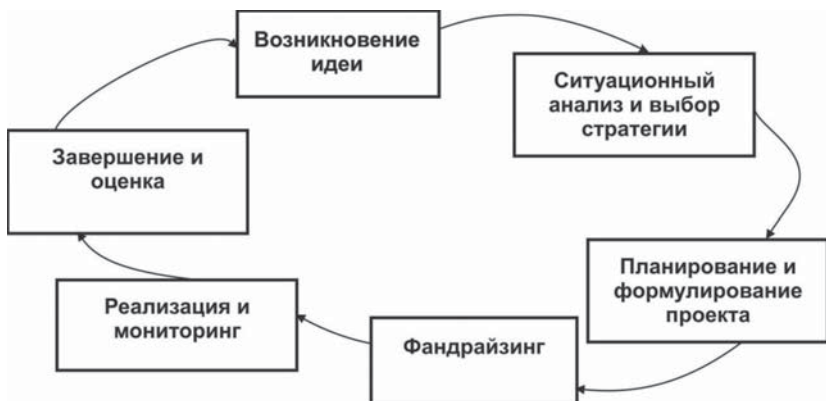 Возникновение
идеи
Ситуационный
анализ и выбор
стратегии
Планирование и
формулирование
проекта
Фандрайзинг
Реализация и
мониторинг
Завершение и
оценка